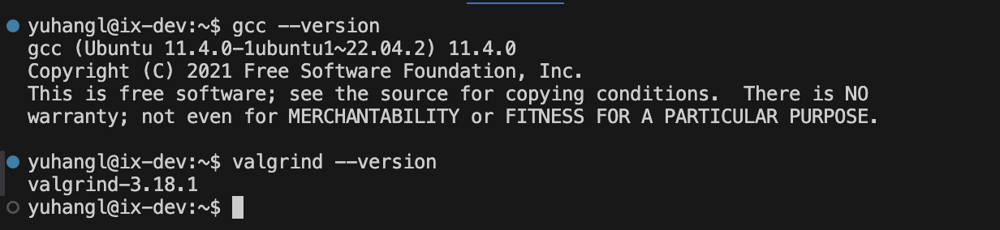 yuhangl@ix-dev:~$ gcc --version
gcc (Ubuntu 11.4.0-1ubuntu1~22.04.2) 11.4.0
Copyright (C) 2021 Free Software Foundation, Inc.
This is free software; see the source for copying conditions.  There is NO
warranty; not even for MERCHANTABILITY or FITNESS FOR A PARTICULAR PURPOSE.
yuhangl@ix-dev:~$ valgrind --version
valgrind-3.18.1
yuhangl@ix-dev:~$